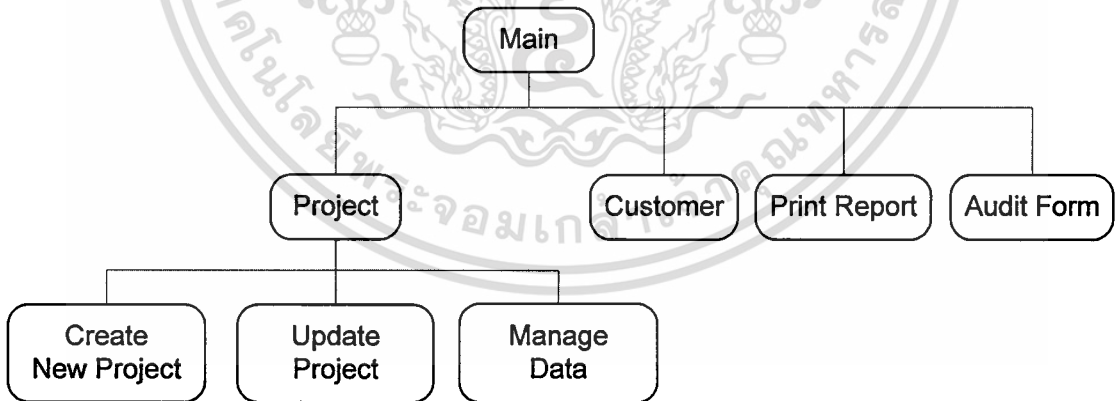 Main
Project
Customer
Print Report
Audit Form
Create
New Project
Update
Project
Manage
Data